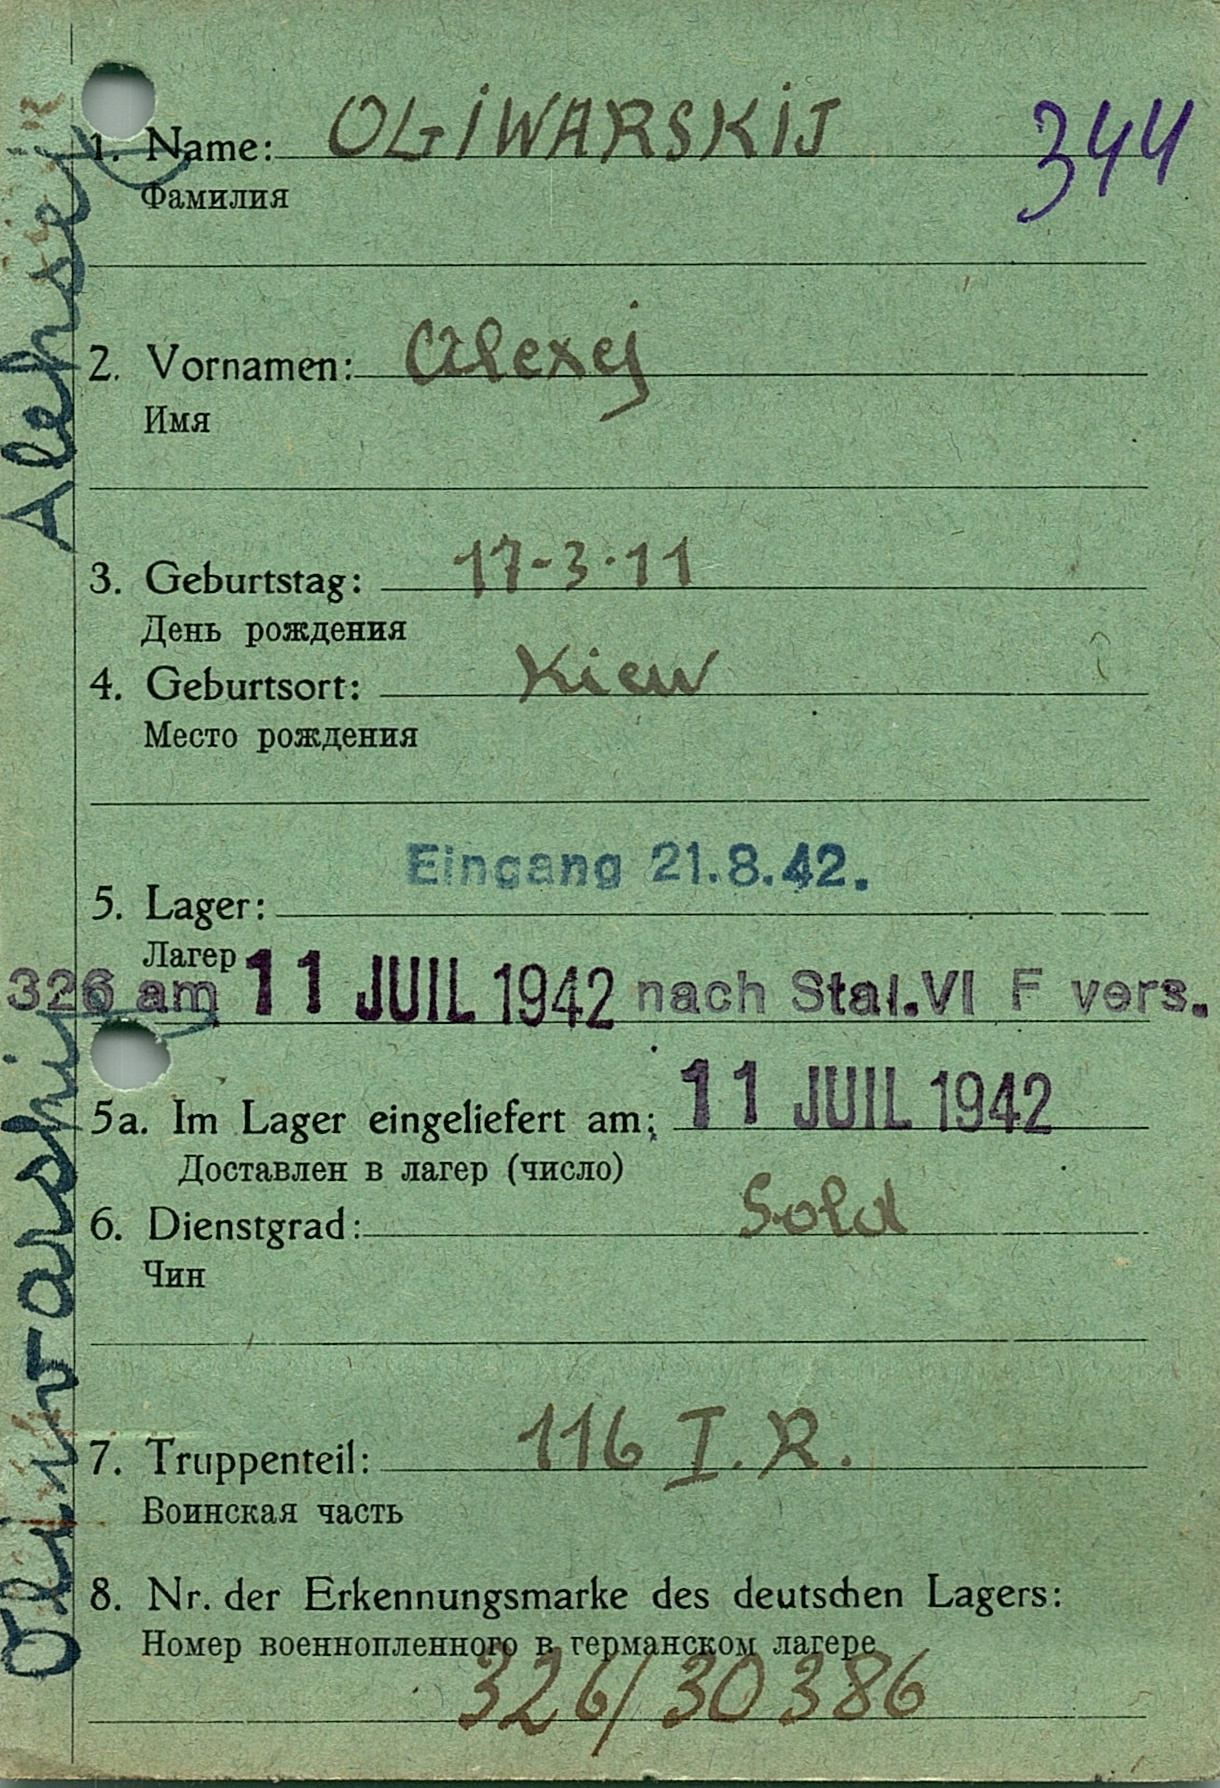 1. Name: OLIWARSKIJ 344
Фамилия
2. Vornamen: Alexej
Имя
3. Geburtstag: 17-3.11
День рождения
4. Geburtsort: Kiew
Место рождения
Eingang 21.8.42.
5. Lager:
Лагер
326 am 11 JUIL 1942 nach Stal. VI F vers.
5a. Im Lager eingeliefert am: 11 JUIL 1942
Доставлен в лагер (число)
6. Dienstgrad: Sold
Чин
7. Truppenteil: 116 I.R.
Воинская часть
8. Nr. der Erkennungsmarke des deutschen Lagers:
Номер военнопленного в германском лагере
326/30386
Oliwarskij Aleksej